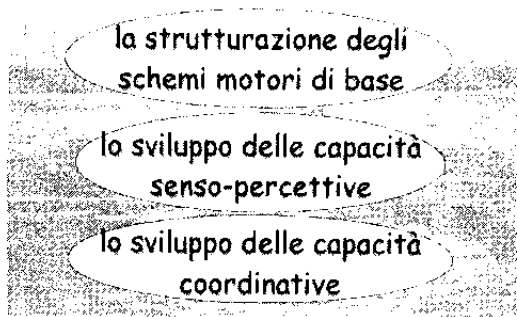 la strutturazione degli
schemi motori di base
lo sviluppo delle capacità
senso-percettive
lo sviluppo delle capacità
coordinative